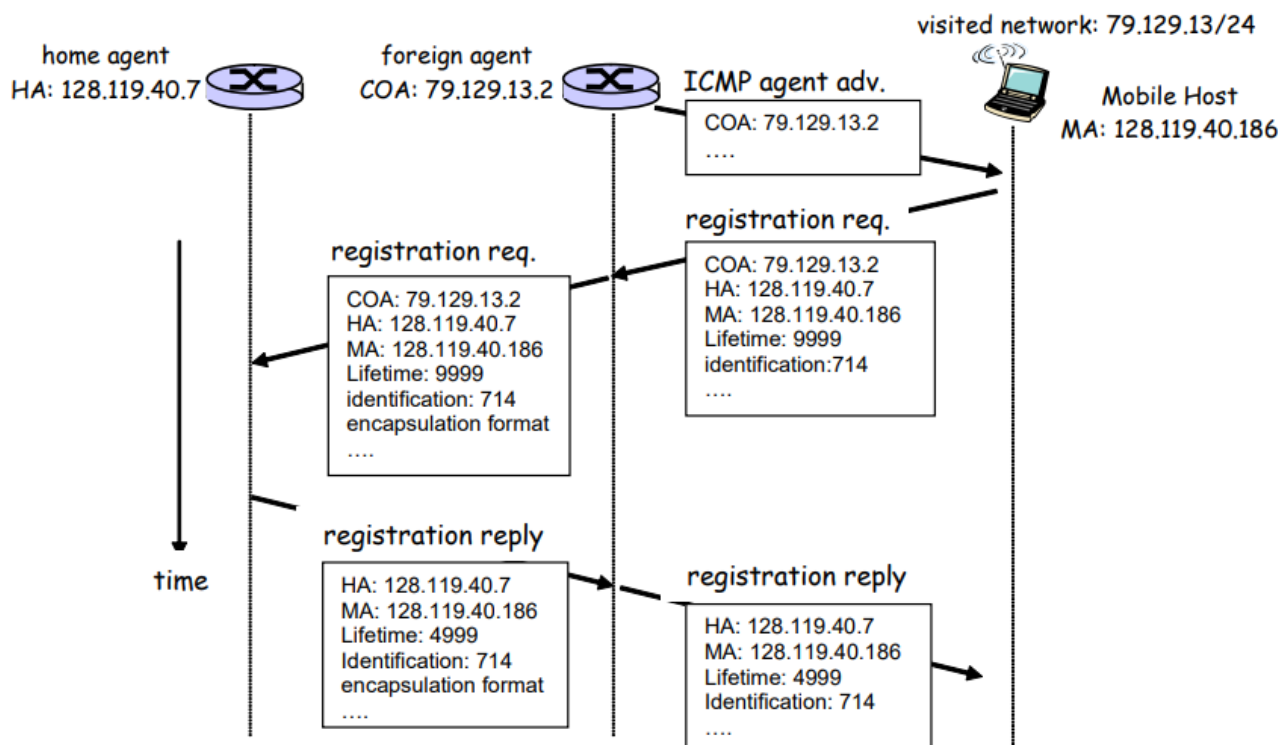 visited network: 79.129.13/24
home agent
HA: 128.119.40.7
foreign agent
COA: 79.129.13.2
ICMP agent adv.
COA: 79.129.13.2
....
Mobile Host
MA: 128.119.40.186
registration req.
COA: 79.129.13.2
HA: 128.119.40.7
MA: 128.119.40.186
Lifetime: 9999
identification:714
....
registration req.
COA: 79.129.13.2
HA: 128.119.40.7
MA: 128.119.40.186
Lifetime: 9999
identification: 714
encapsulation format
....
time
registration reply
HA: 128.119.40.7
MA: 128.119.40.186
Lifetime: 4999
Identification: 714
encapsulation format
....
registration reply
HA: 128.119.40.7
MA: 128.119.40.186
Lifetime: 4999
Identification: 714
....